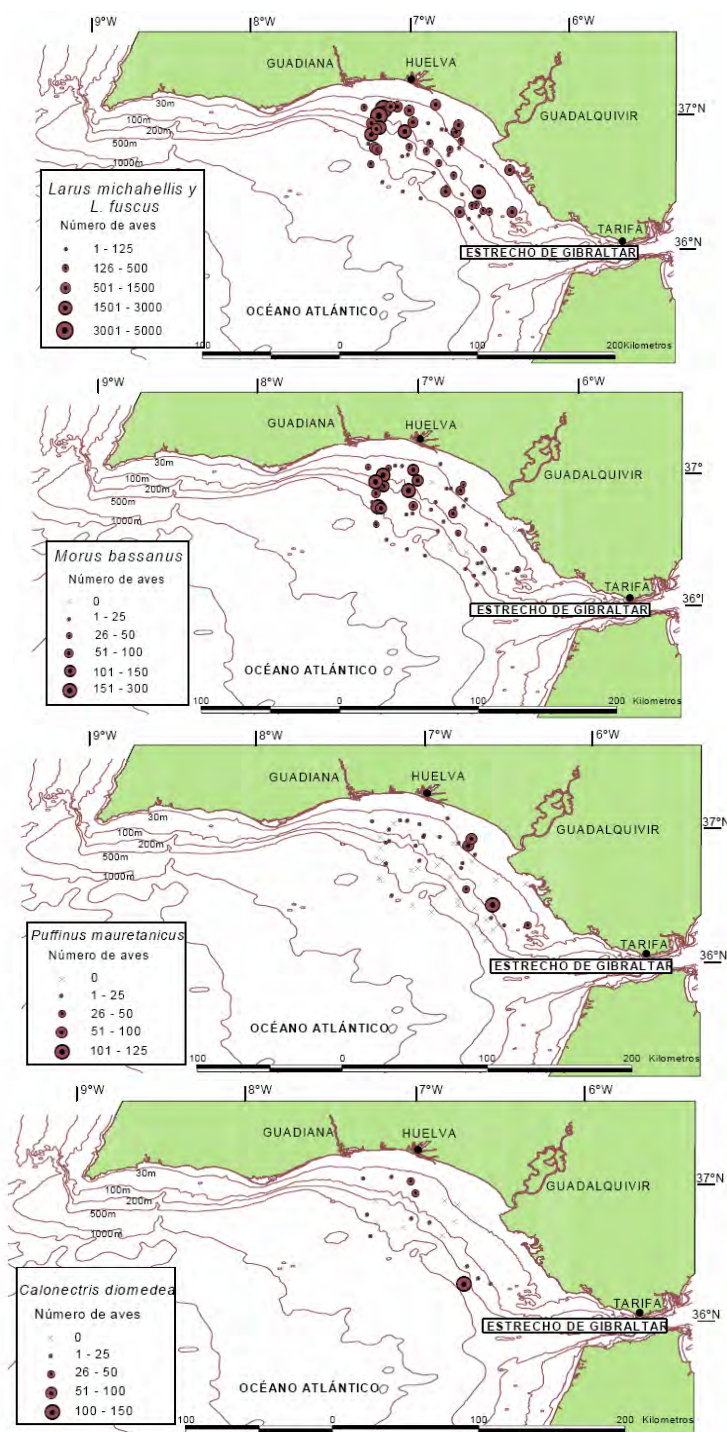 9°W 8°W 7°W 6°W
GUADIANA HUELVA
GUADALQUIVIR
37°N
30m
100m
200m
500m
1000m
Larus michahellis y
L. fuscus
Número de aves
1 - 125
126 - 500
501 - 1500
1501 - 3000
3001 - 5000
TARIFA
36°N
ESTRECHO DE GIBRALTAR
OCÉANO ATLÁNTICO
100 0 100 200Kilometros
9°W 8°W 7°W 6°W
GUADIANA HUELVA
GUADALQUIVIR
37°
30m
100m
200m
500m
1000m
Morus bassanus
Número de aves
0
1 - 25
26 - 50
51 - 100
101 - 150
151 - 300
TARIFA
36°
ESTRECHO DE GIBRALTAR
OCÉANO ATLÁNTICO
100 0 100 200 Kilometros
9°W 8°W 7°W 6°W
GUADIANA HUELVA
GUADALQUIVIR
37°N
30m
100m
200m
500m
1000m
Puffinus mauretanicus
Número de aves
0
1 - 25
26 - 50
51 - 100
101 - 125
TARIFA
36°N
ESTRECHO DE GIBRALTAR
OCÉANO ATLÁNTICO
100 0 100 200 Kilometros
9°W 8°W 7°W 6°W
GUADIANA HUELVA
GUADALQUIVIR
37°N
30m
100m
200m
500m
1000m
Calonectris diomedea
Número de aves
0
1 - 25
26 - 50
51 - 100
100 - 150
TARIFA
36°N
ESTRECHO DE GIBRALTAR
OCÉANO ATLÁNTICO
100 0 100 200 Kilometros